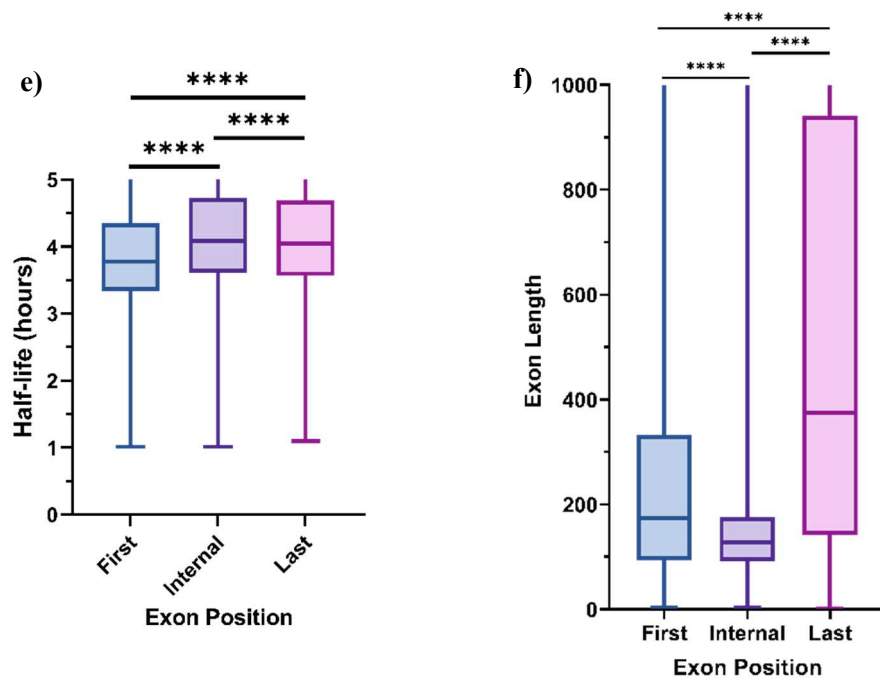 e)
****
****
****
5
4
3
2
1
0
Half-life (hours)
First
Internal
Last
Exon Position
f)
****
****
****
1000
800
600
400
200
0
Exon Length
First Internal Last
Exon Position